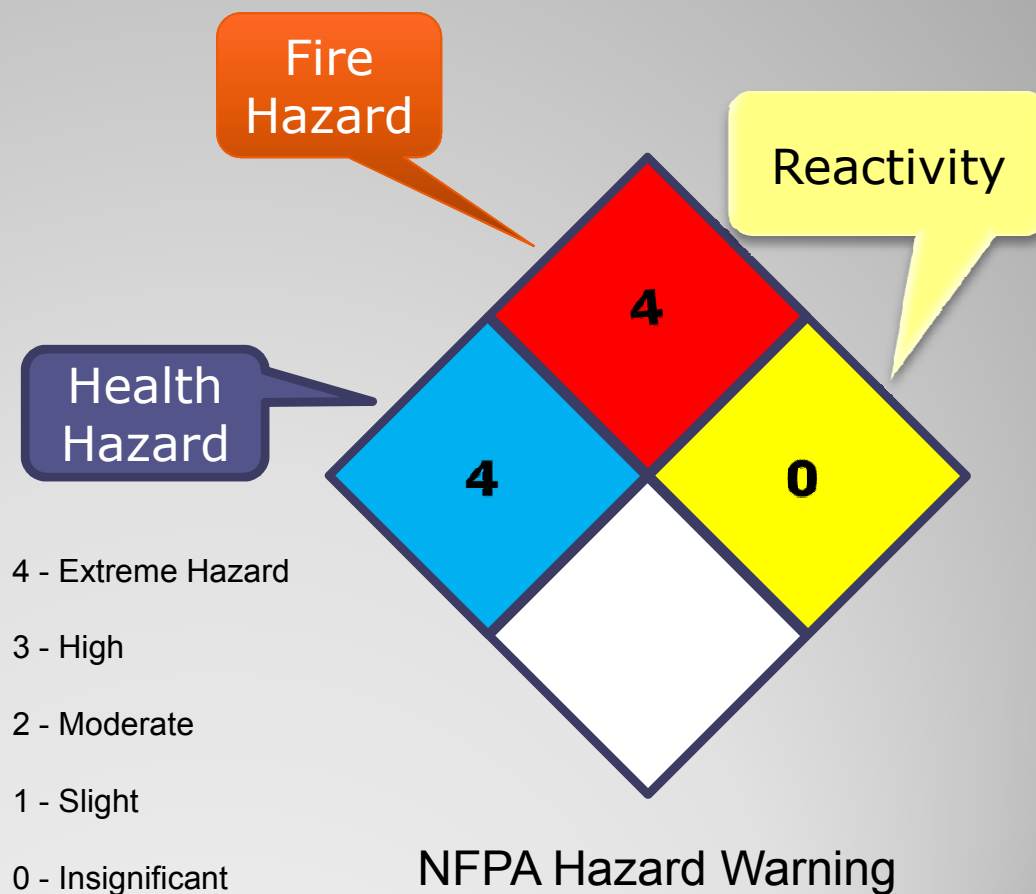 Fire
Hazard
Reactivity
4
Health
Hazard
4
0
4 - Extreme Hazard
3 - High
2 - Moderate
1 - Slight
0 - Insignificant
NFPA Hazard Warning